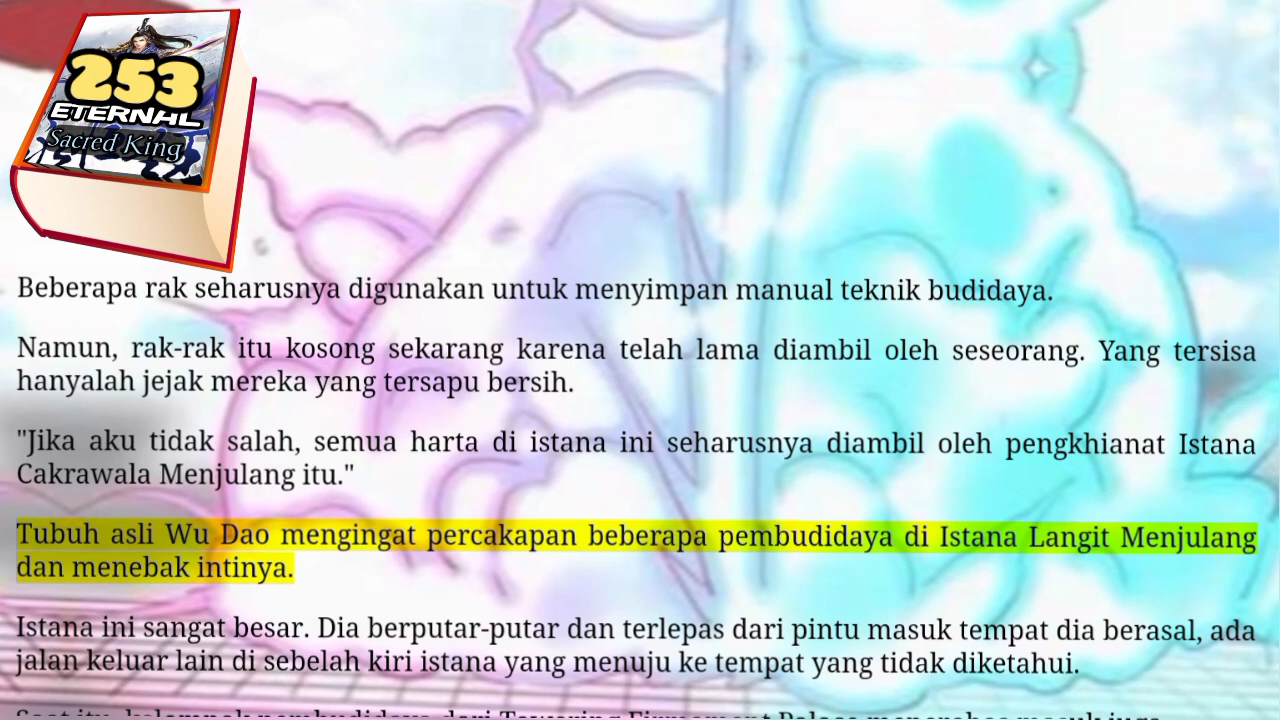 253
ETERNAL
Sacred King
Beberapa rak seharusnya digunakan untuk menyimpan manual teknik budidaya.
Namun, rak-rak itu kosong sekarang karena telah lama diambil oleh seseorang. Yang tersisa
hanyalah jejak mereka yang tersapu bersih.
"Jika aku tidak salah, semua harta di istana ini seharusnya diambil oleh pengkhianat Istana
Cakrawala Menjulang itu."
Tubuh asli Wu Dao mengingat percakapan beberapa pembudidaya di Istana Langit Menjulang
dan menebak intinya.
Istana ini sangat besar. Dia berputar-putar dan terlepas dari pintu masuk tempat dia berasal, ada
jalan keluar lain di sebelah kiri istana yang menuju ke tempat yang tidak diketahui.